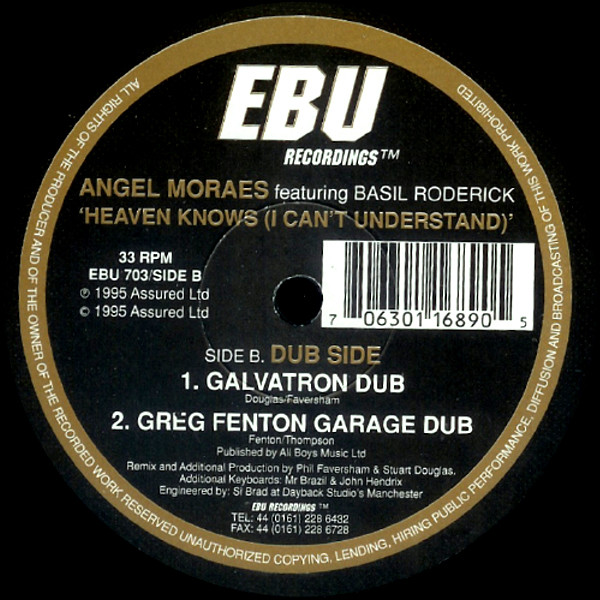 EBU
RECORDINGS™
ANGEL MORAES featuring BASIL RODERICK
'HEAVEN KNOWS (I CAN'T UNDERSTAND)'
33 RPM
EBU 703/SIDE B
℗ 1995 Assured Ltd
© 1995 Assured Ltd
7 06301 16890 5
SIDE B. DUB SIDE
1. GALVATRON DUB
Douglas/Faversham
2. GREG FENTON GARAGE DUB
Fenton/Thompson
Published by Ali Boys Music Ltd
Remix and Additional Production by Phil Faversham & Stuart Douglas.
Additional Keyboards: Mr Brazil & John Hendrix
Engineered by: Si Brad at Dayback Studio's Manchester
EBU RECORDINGS ™
TEL: 44 (0161) 228 6432
FAX: 44 (0161) 228 6728
ALL RIGHTS OF THE PRODUCER AND OF THE OWNER OF THE RECORDED WORK RESERVED UNAUTHORIZED COPYING, LENDING, HIRING PUBLIC PERFORMANCE, DIFFUSION AND BROADCASTING OF THIS WORK PROHIBITED